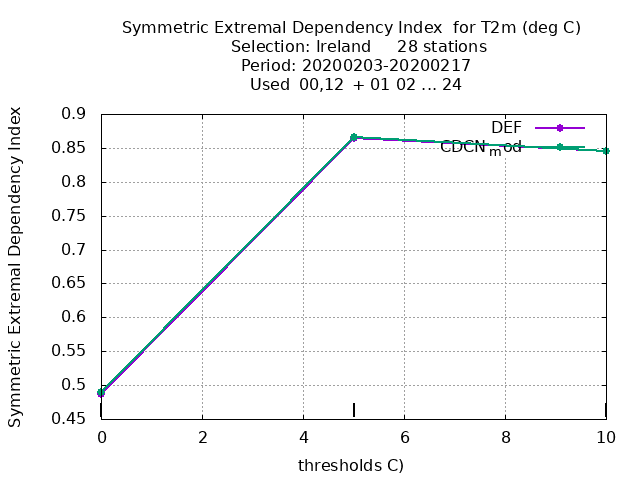 Symmetric Extremal Dependency Index  for T2m (deg C)
Selection: Ireland     28 stations
Period: 20200203-20200217
Used  00,12  + 01 02 ... 24
Symmetric Extremal Dependency Index
0.9
0.85
0.8
0.75
0.7
0.65
0.6
0.55
0.5
0.45
DEF
CDCN_mod
0 2 4 6 8 10
thresholds C)